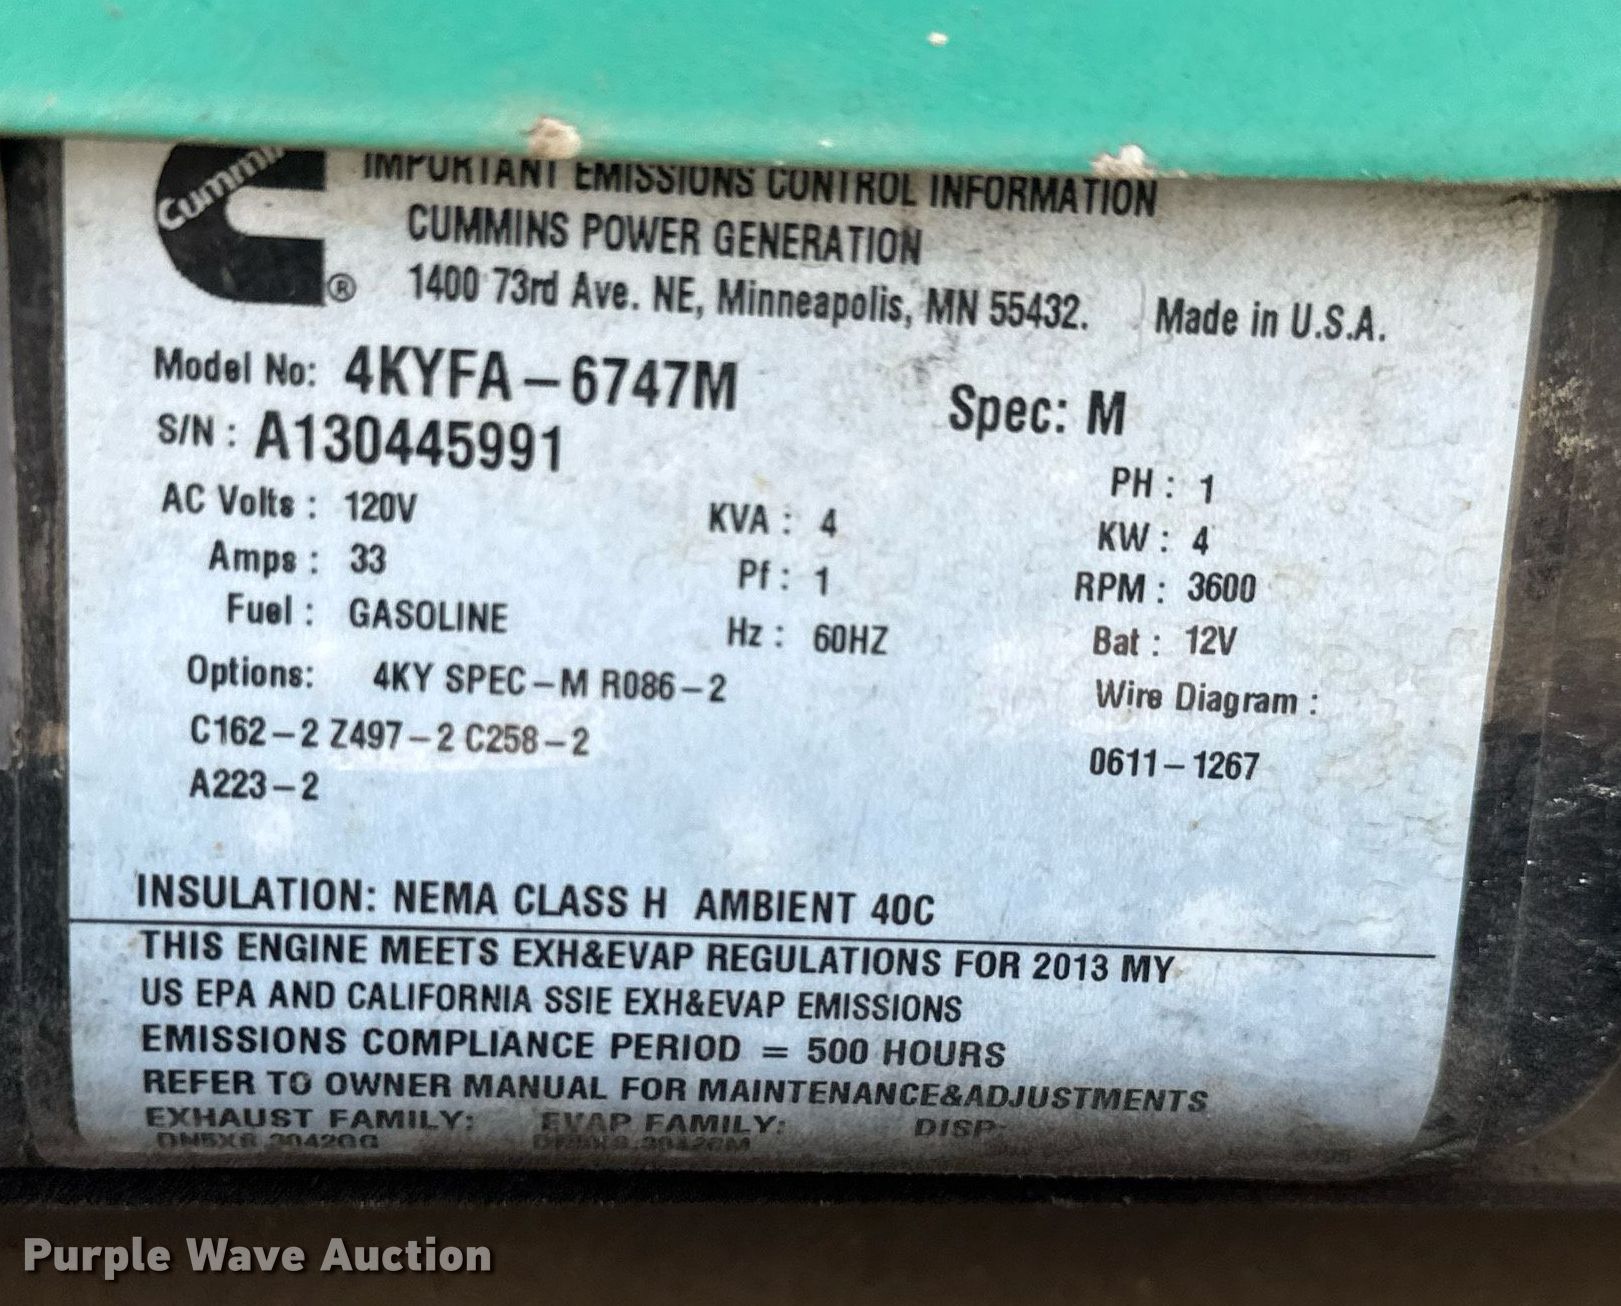 Cummins
IMPORTANT EMISSIONS CONTROL INFORMATION
CUMMINS POWER GENERATION
1400 73rd Ave. NE, Minneapolis, MN 55432. Made in U.S.A.
®
Model No: 4KYFA-6747M Spec: M
S/N: A130445991
AC Volts: 120V KVA: 4 PH: 1
Amps: 33 Pf: 1 KW: 4
Fuel: GASOLINE Hz: 60HZ RPM: 3600
Options: 4KY SPEC-M R086-2 Bat: 12V
C162-2 Z497-2 C258-2 Wire Diagram:
A223-2 0611-1267
INSULATION: NEMA CLASS H AMBIENT 40C
THIS ENGINE MEETS EXH&EVAP REGULATIONS FOR 2013 MY
US EPA AND CALIFORNIA SSIE EXH&EVAP EMISSIONS
EMISSIONS COMPLIANCE PERIOD = 500 HOURS
REFER TO OWNER MANUAL FOR MAINTENANCE&ADJUSTMENTS
EXHAUST FAMILY: EVAP FAMILY: DISP
Purple Wave Auction